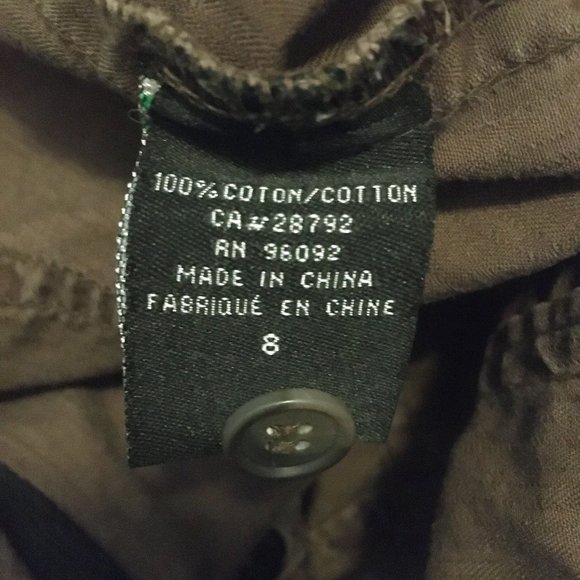 100% COTON/COTTON
CA# 28792
RN 96092
MADE IN CHINA
FABRIQUÉ EN CHINE
8